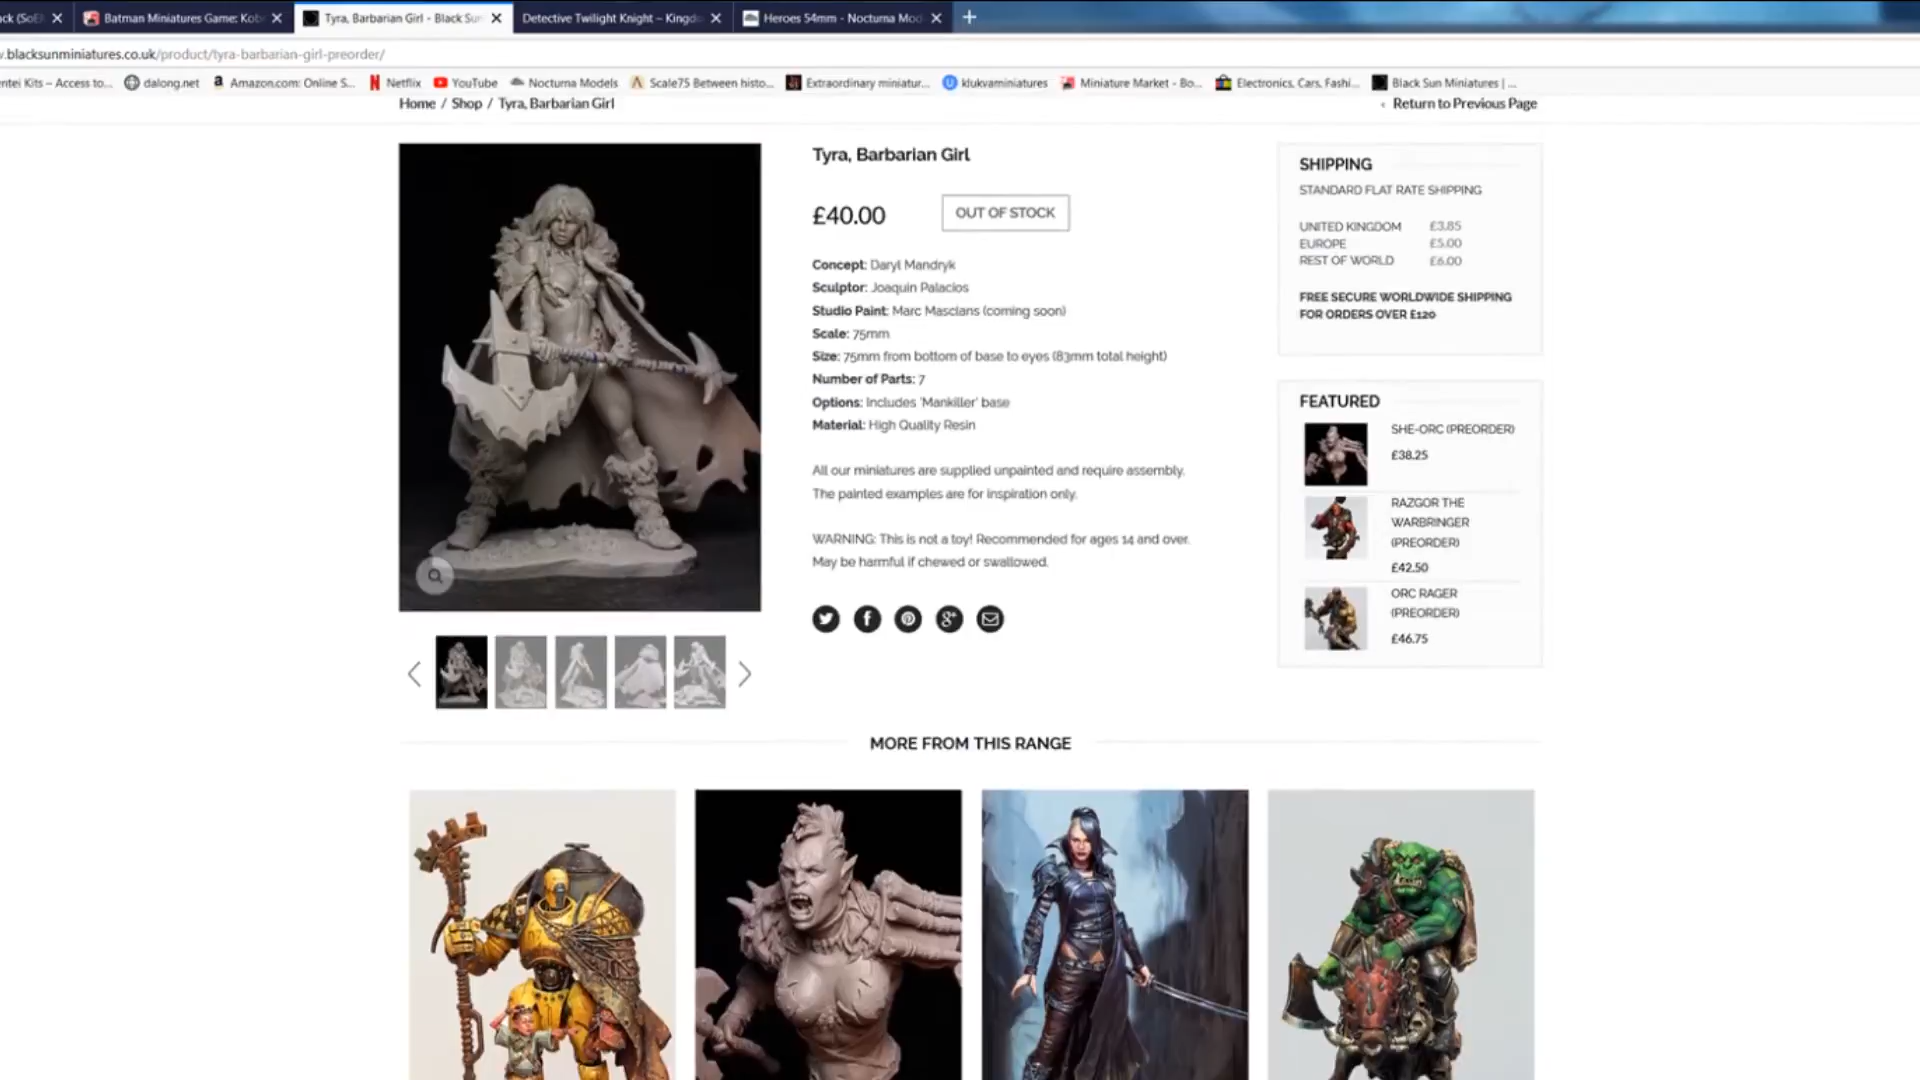 ack (SoB
Batman Miniatures Game: Kob
Tyra, Barbarian Girl - Black Sun
Detective Twilight Knight – Kingdo
Heroes 54mm - Nocturna Mod
.blacksunminiatures.co.uk/product/tyra-barbarian-girl-preorder/
entei Kits – Access to...
dalong.net
Amazon.com: Online S...
Netflix
YouTube
Nocturna Models
Scale75 Between histo...
Extraordinary miniatur...
klukvaminiatures
Miniature Market - Bo...
Electronics, Cars, Fashi...
Black Sun Miniatures | ...
Home / Shop / Tyra, Barbarian Girl
Return to Previous Page
Tyra, Barbarian Girl
£40.00
OUT OF STOCK
Concept: Daryl Mandryk
Sculptor: Joaquin Palacios
Studio Paint: Marc Masclans (coming soon)
Scale: 75mm
Size: 75mm from bottom of base to eyes (83mm total height)
Number of Parts: 7
Options: Includes 'Mankiller' base
Material: High Quality Resin
All our miniatures are supplied unpainted and require assembly.
The painted examples are for inspiration only.
WARNING: This is not a toy! Recommended for ages 14 and over.
May be harmful if chewed or swallowed.
SHIPPING
STANDARD FLAT RATE SHIPPING
UNITED KINGDOM £3.85
EUROPE £5.00
REST OF WORLD £6.00
FREE SECURE WORLDWIDE SHIPPING
FOR ORDERS OVER £120
FEATURED
SHE-ORC (PREORDER)
£38.25
RAZGOR THE
WARBRINGER
(PREORDER)
£42.50
ORC RAGER
(PREORDER)
£46.75
MORE FROM THIS RANGE